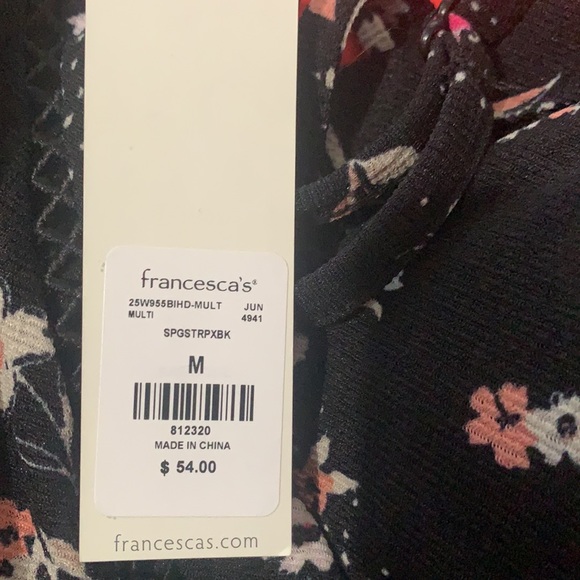 francesca's®
25W955BIHD-MULT JUN
MULTI 4941
SPGSTRPXBK
M
812320
MADE IN CHINA
$ 54.00
francescas.com